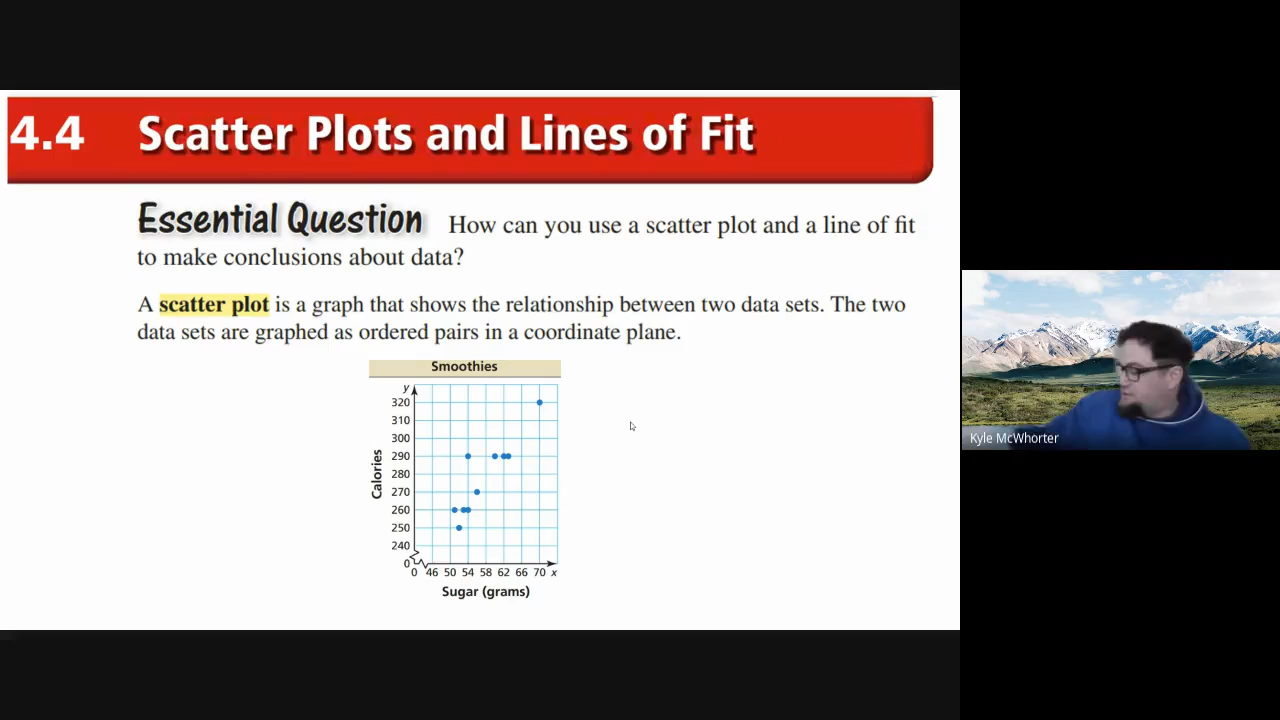 4.4 Scatter Plots and Lines of Fit
Essential Question How can you use a scatter plot and a line of fit
to make conclusions about data?
A scatter plot is a graph that shows the relationship between two data sets. The two
data sets are graphed as ordered pairs in a coordinate plane.
Smoothies
y
320
310
300
290
280
270
260
250
240
0
Calories
0 46 50 54 58 62 66 70 x
Sugar (grams)
Kyle McWhorter